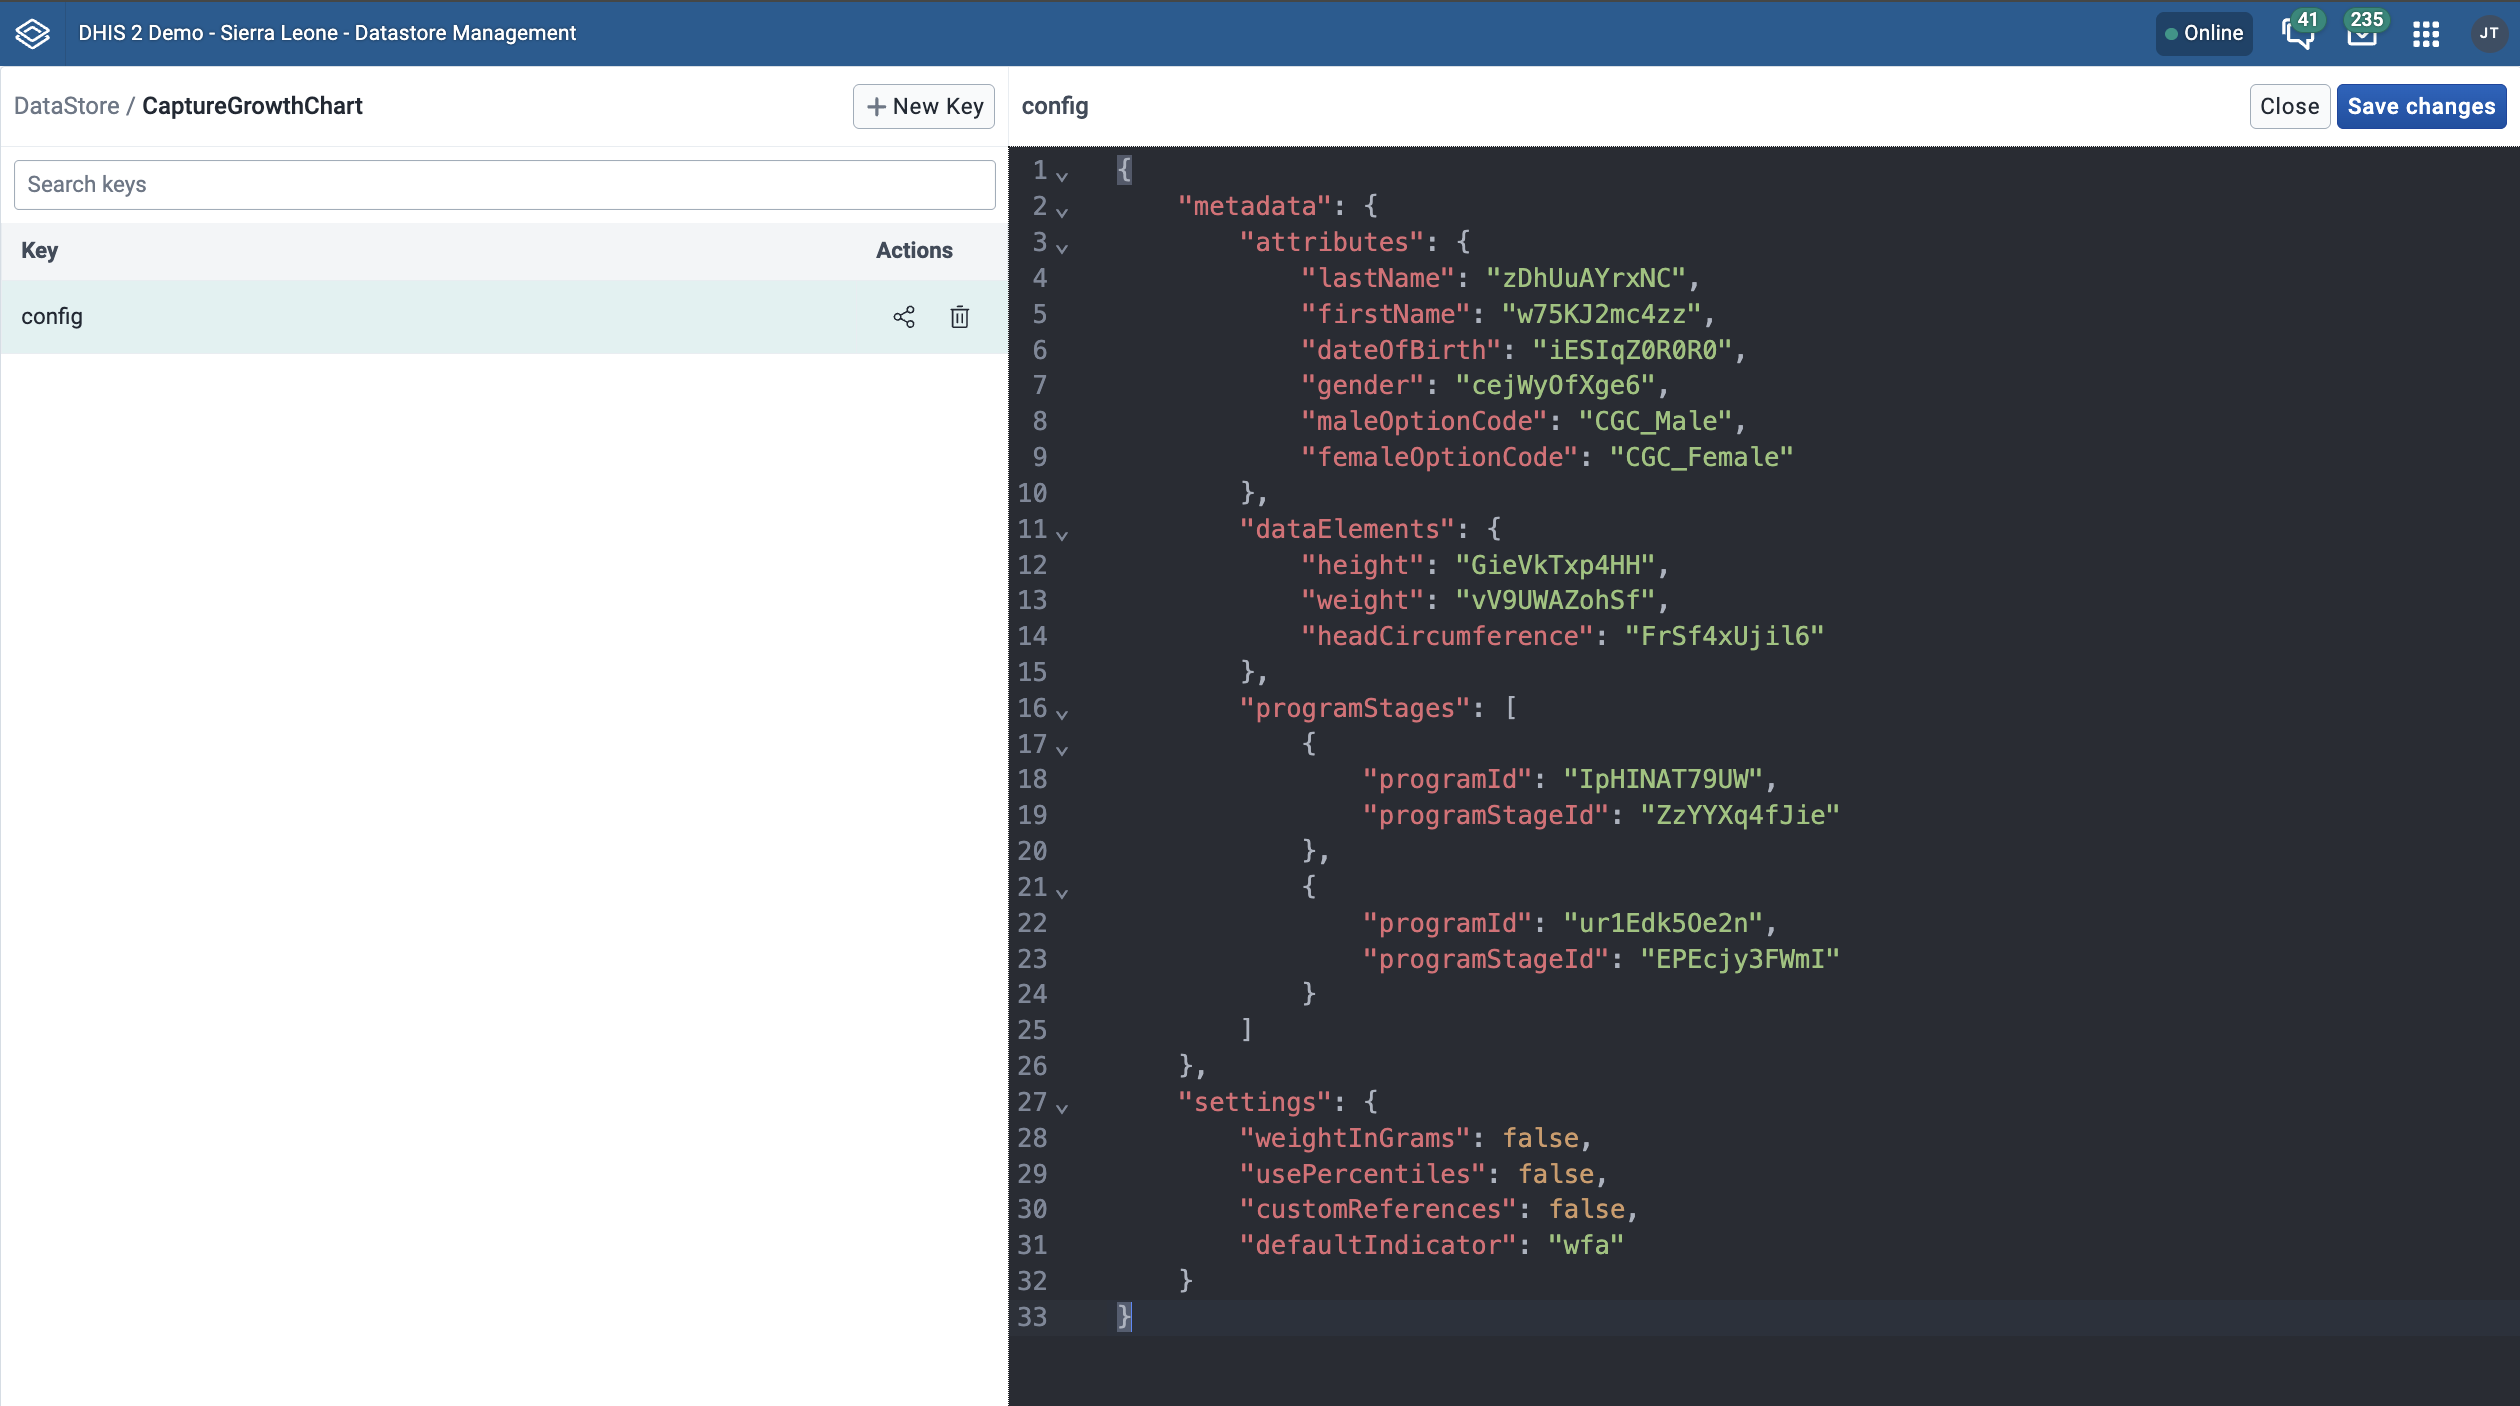 DHIS 2 Demo - Sierra Leone - Datastore Management
Online
41
235
JT
DataStore / CaptureGrowthChart
+ New Key
Search keys
Key Actions
config
config
Close
Save changes
1 {
2     "metadata": {
3         "attributes": {
4             "lastName": "zDhUuAYrxNC",
5             "firstName": "w75KJ2mc4zz",
6             "dateOfBirth": "iESIqZ0R0R0",
7             "gender": "cejWyOfXge6",
8             "maleOptionCode": "CGC_Male",
9             "femaleOptionCode": "CGC_Female"
10         },
11         "dataElements": {
12             "height": "GieVkTxp4HH",
13             "weight": "vV9UWAZohSf",
14             "headCircumference": "FrSf4xUjil6"
15         },
16         "programStages": [
17             {
18                 "programId": "IpHINAT79UW",
19                 "programStageId": "ZzYYXq4fJie"
20             },
21             {
22                 "programId": "ur1Edk5Oe2n",
23                 "programStageId": "EPEcjy3FWmI"
24             }
25         ]
26     },
27     "settings": {
28         "weightInGrams": false,
29         "usePercentiles": false,
30         "customReferences": false,
31         "defaultIndicator": "wfa"
32     }
33 }